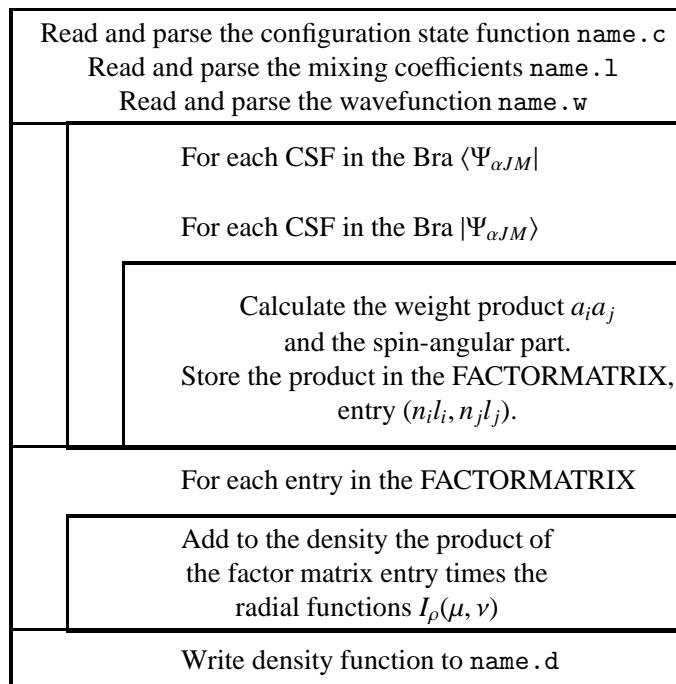 Read and parse the configuration state function name.c
Read and parse the mixing coefficients name.l
Read and parse the wavefunction name.w
For each CSF in the Bra ⟨Ψ_{αJM}|
For each CSF in the Bra |Ψ_{αJM}⟩
Calculate the weight product a_i a_j
and the spin-angular part.
Store the product in the FACTORMATRIX,
entry (n_i l_i, n_j l_j).
For each entry in the FACTORMATRIX
Add to the density the product of
the factor matrix entry times the
radial functions I_ρ(μ, ν)
Write density function to name.d